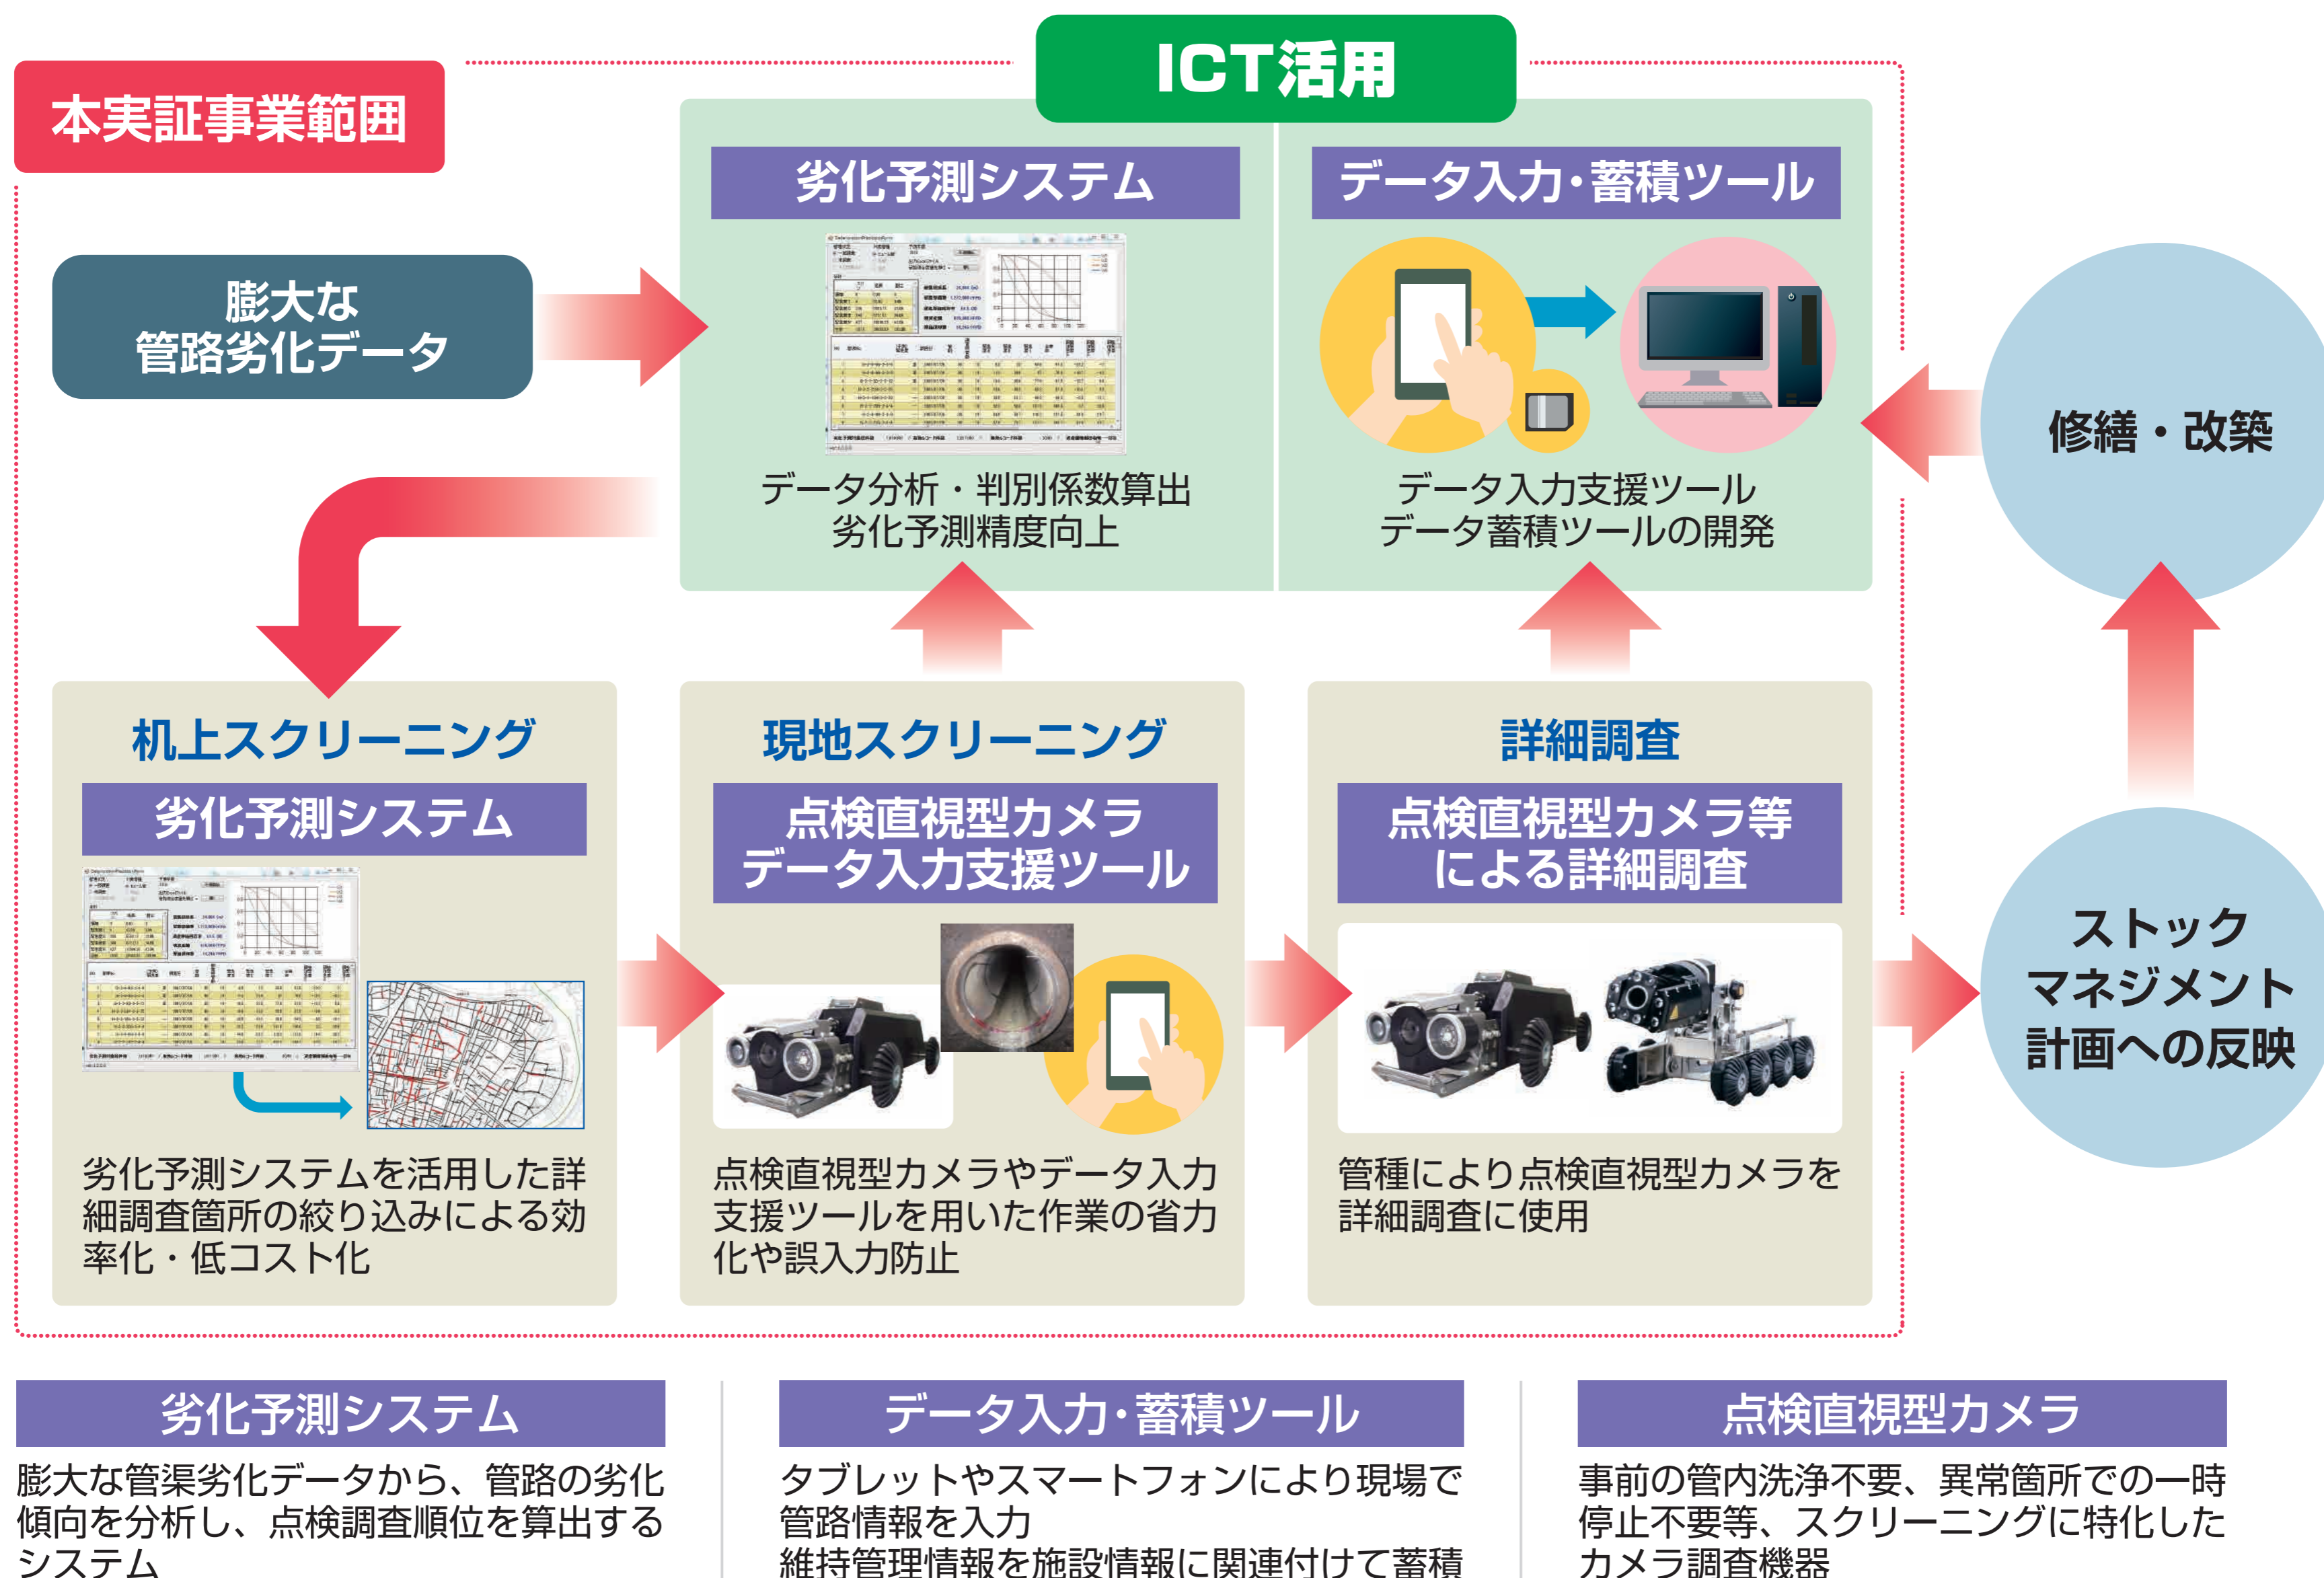 ICT活用
本実証事業範囲
劣化予測システム
データ入力・蓄積ツール
膨大な
管路劣化データ
データ分析・判別係数算出
劣化予測精度向上
データ入力支援ツール
データ蓄積ツールの開発
修繕・改築
机上スクリーニング
劣化予測システム
劣化予測システムを活用した詳
細調査箇所の絞り込みによる効
率化・低コスト化
現地スクリーニング
点検直視型カメラ
データ入力支援ツール
点検直視型カメラやデータ入力
支援ツールを用いた作業の省力
化や誤入力防止
詳細調査
点検直視型カメラ等
による詳細調査
管種により点検直視型カメラを
詳細調査に使用
ストック
マネジメント
計画への反映
劣化予測システム
膨大な管渠劣化データから、管路の劣化
傾向を分析し、点検調査順位を算出する
システム
データ入力・蓄積ツール
タブレットやスマートフォンにより現場で
管路情報を入力
維持管理情報を施設情報に関連付けて蓄積
点検直視型カメラ
事前の管内洗浄不要、異常箇所での一時
停止不要等、スクリーニングに特化した
カメラ調査機器